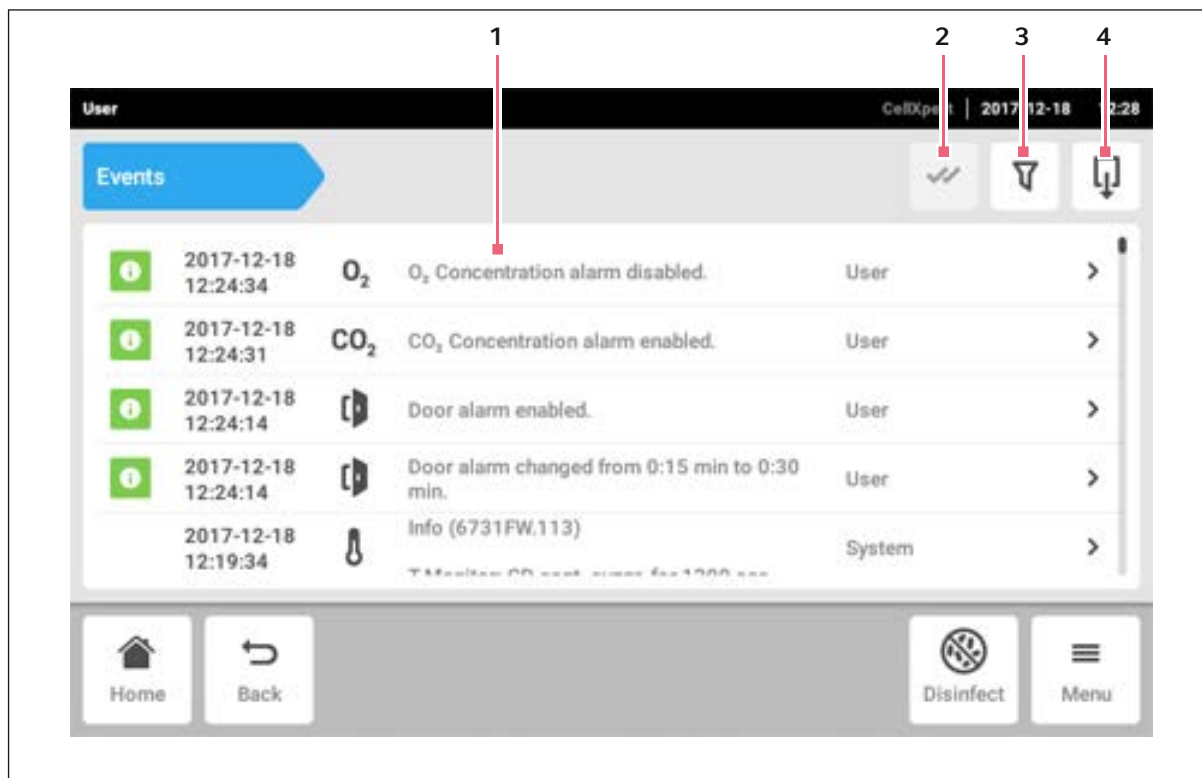 1 2 3 4
User CellXpert | 2017-12-18 12:28
Events
2017-12-18
12:24:34
O₂
O₂ Concentration alarm disabled.
User
2017-12-18
12:24:31
CO₂
CO₂ Concentration alarm enabled.
User
2017-12-18
12:24:14
Door alarm enabled.
User
2017-12-18
12:24:14
Door alarm changed from 0:15 min to 0:30
min.
User
2017-12-18
12:19:34
Info (6731FW.113)
System
Home Back Disinfect Menu